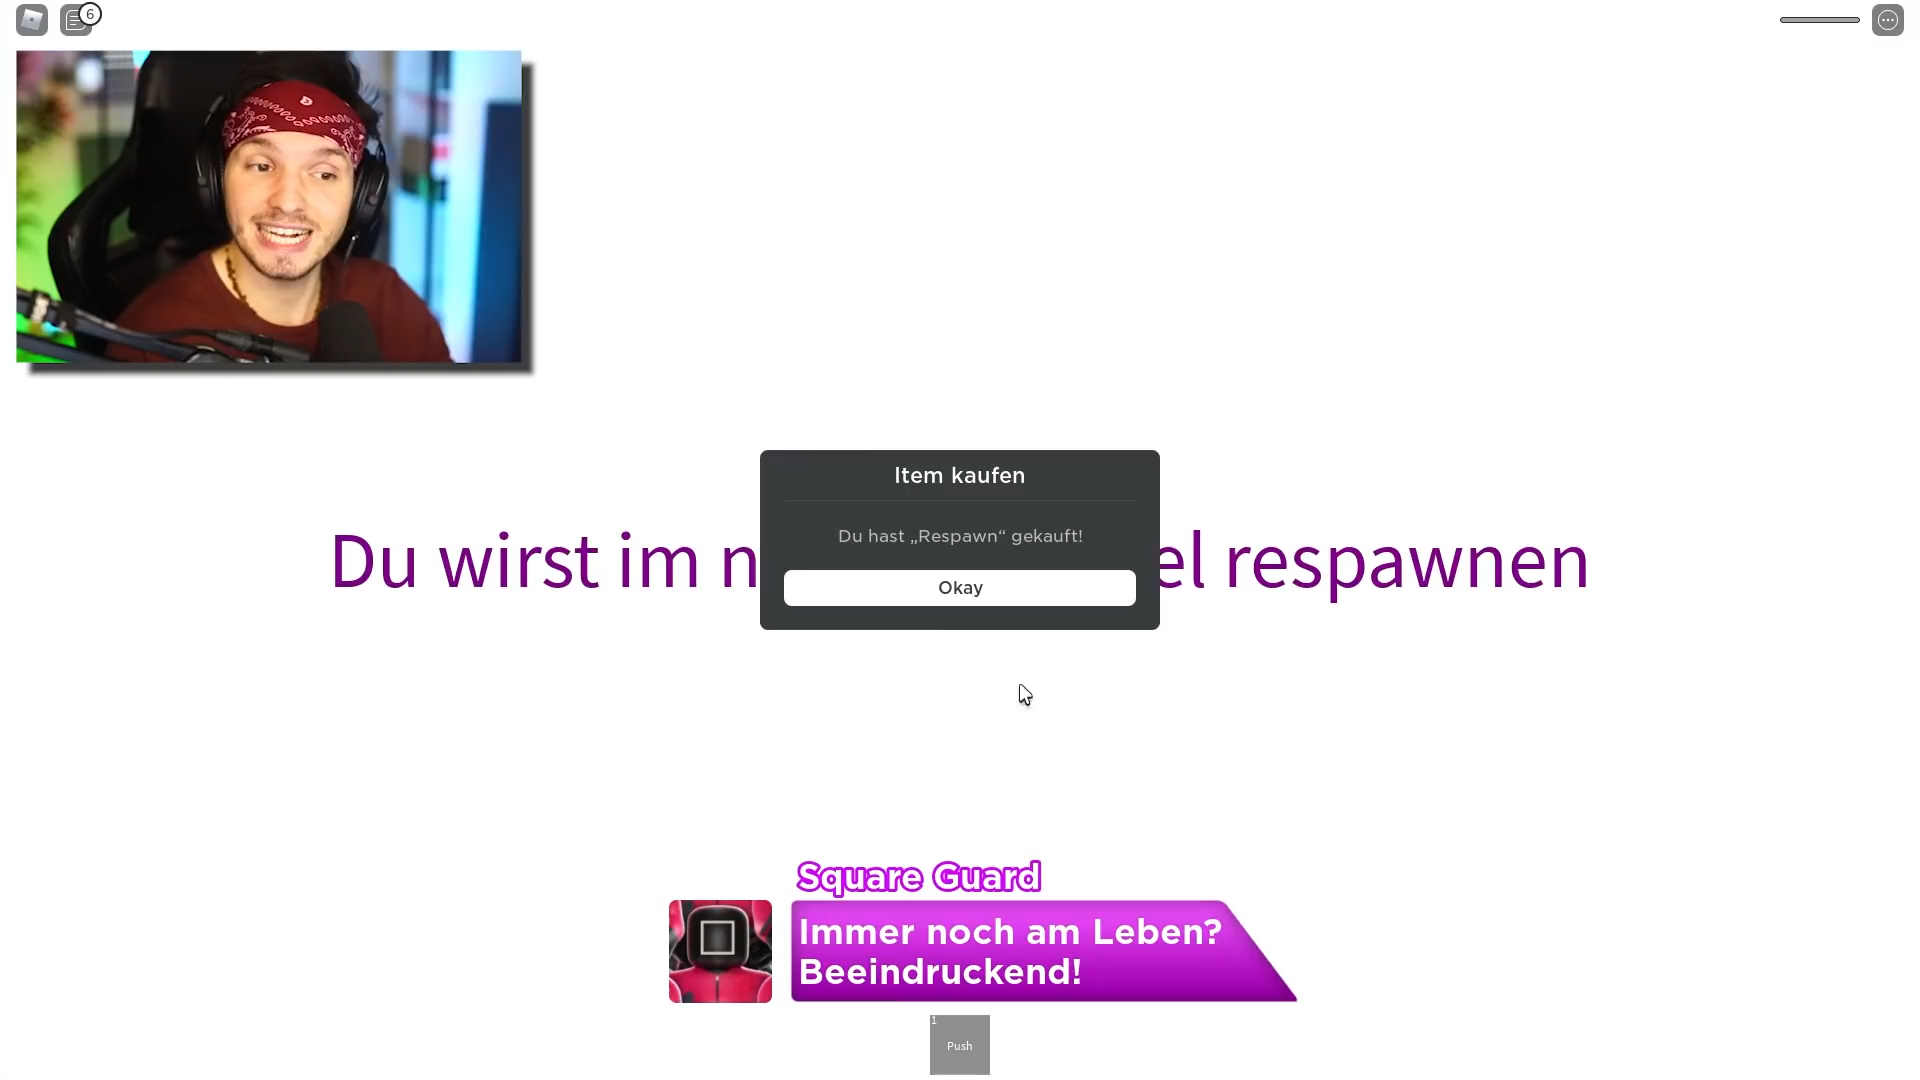 6
Item kaufen
Du hast „Respawn“ gekauft!
Du wirst im n el respawnen
Okay
Square Guard
Immer noch am Leben?
Beeindruckend!
1
Push